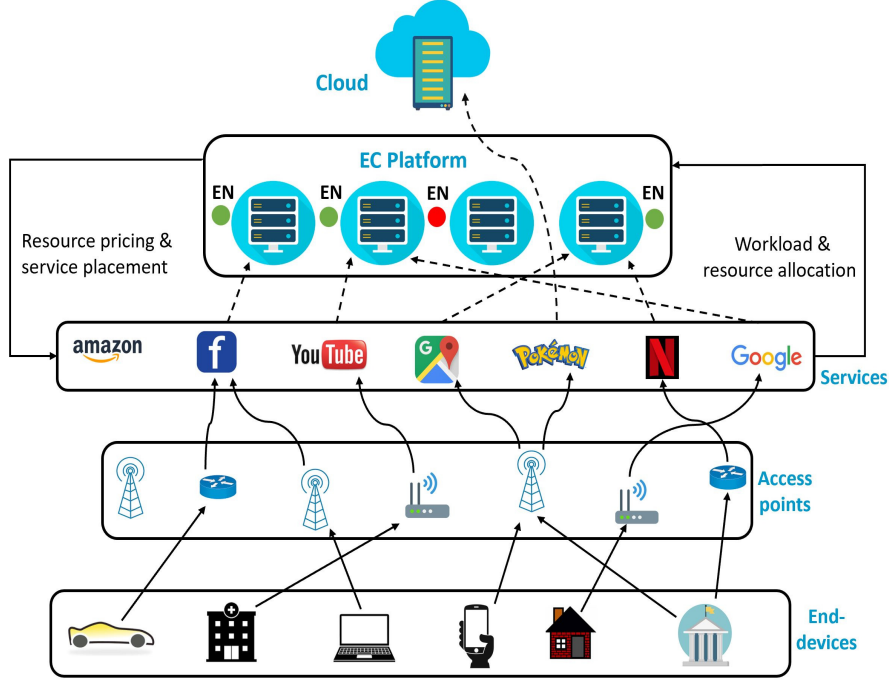 Cloud
EC Platform
EN
EN
EN
EN
Resource pricing &
service placement
Workload &
resource allocation
amazon
f
YouTube
G
POKÉMON
N
Google
Services
Access
points
End-
devices